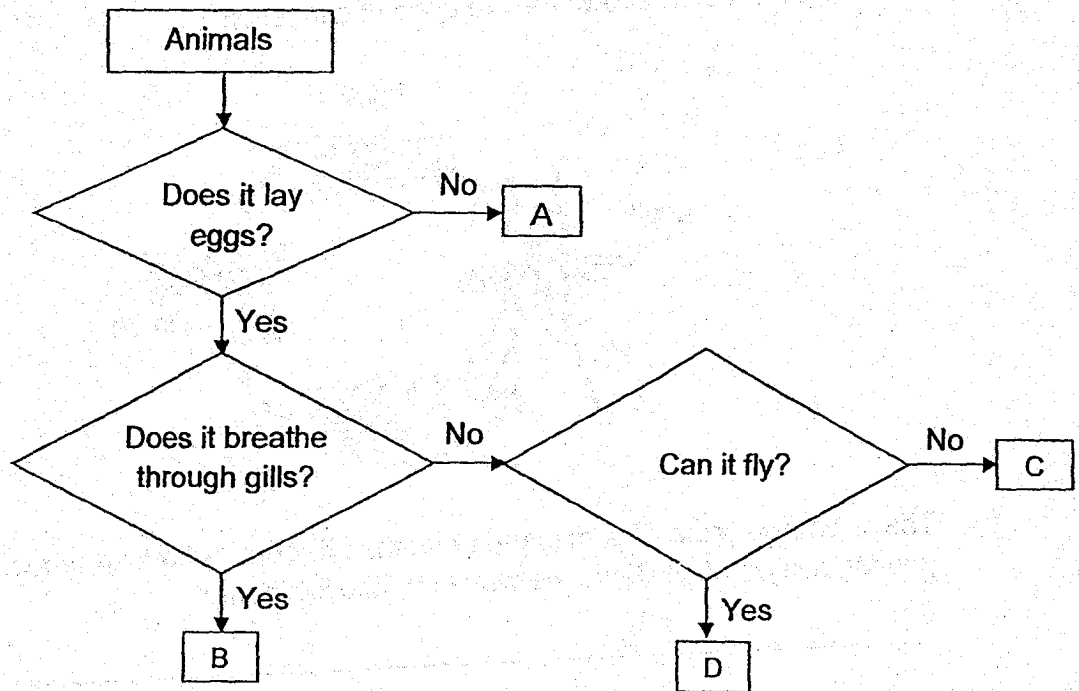 Animals
Does it lay
eggs?
No
A
Yes
Does it breathe
through gills?
No
Can it fly?
No
C
Yes
B
Yes
D